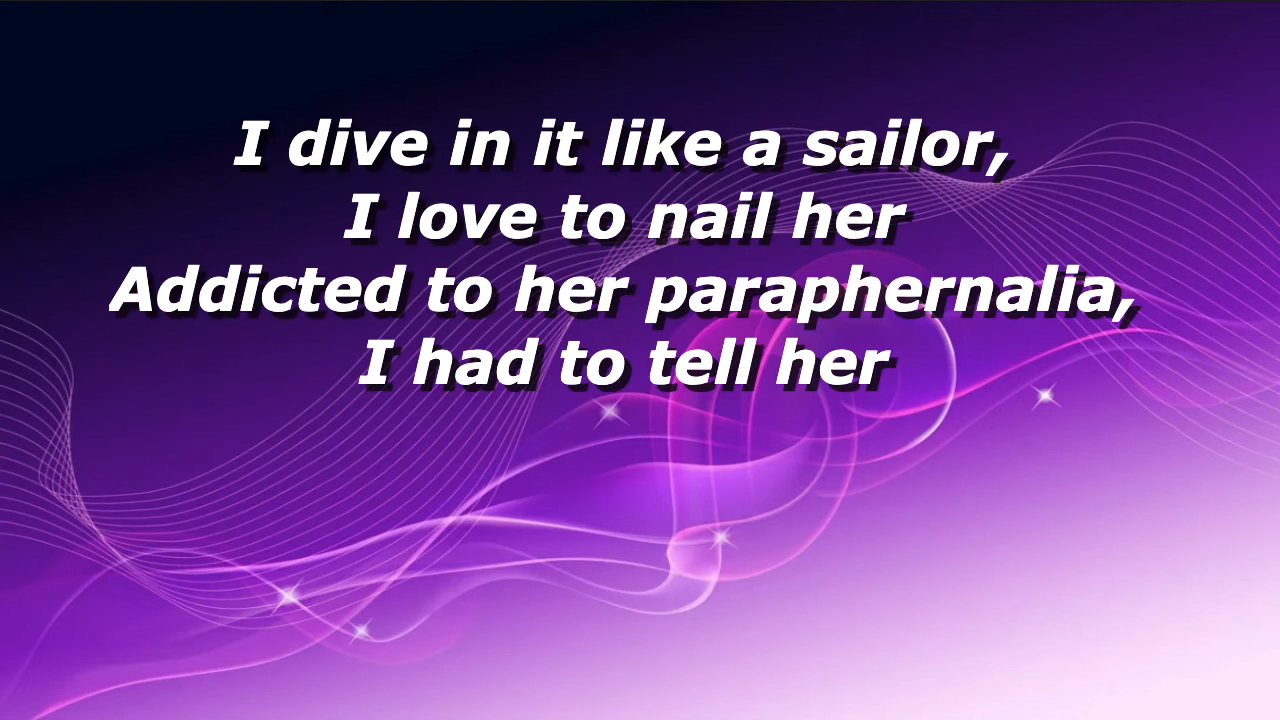 I dive in it like a sailor,
I love to nail her
Addicted to her paraphernalia,
I had to tell her